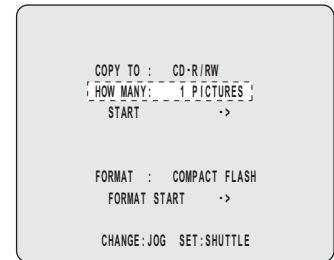 COPY TO : CD-R/RW
HOW MANY: 1 PICTURES
START ->
FORMAT : COMPACT FLASH
FORMAT START ->
CHANGE:JOG SET:SHUTTLE